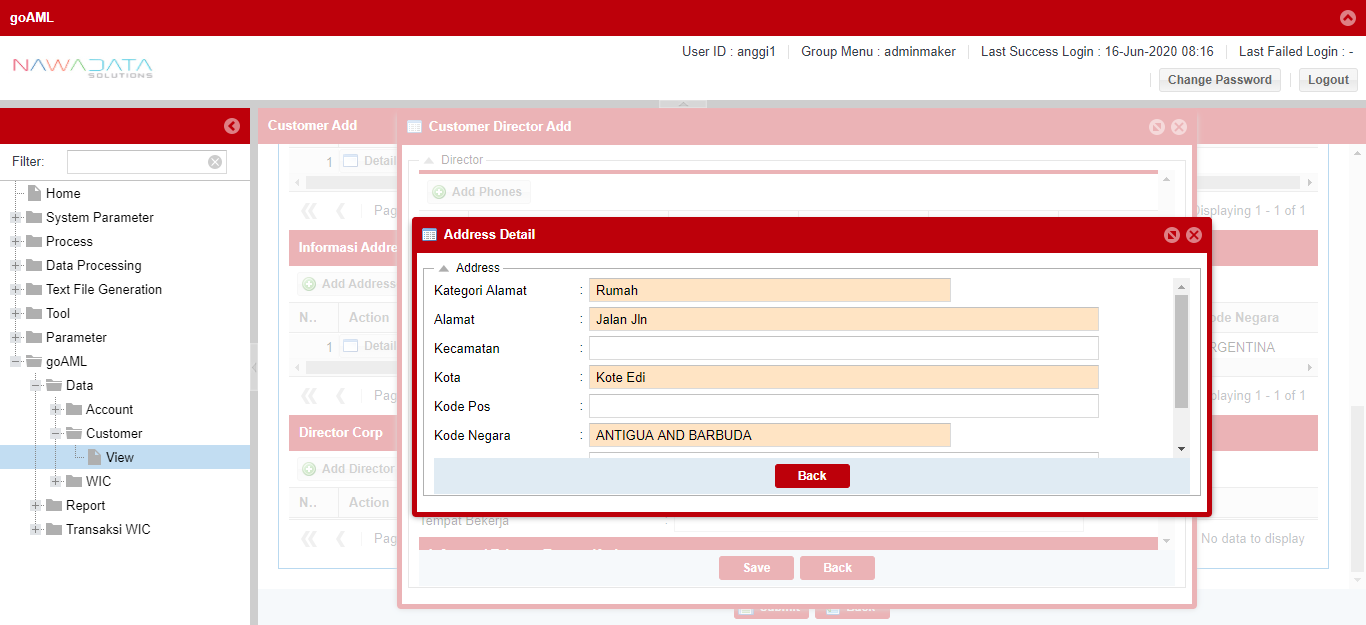 goAML
NAWADATA
SOLUTIONS
User ID : anggi1
Group Menu : adminmaker
Last Success Login : 16-Jun-2020 08:16
Last Failed Login : -
Change Password
Logout
Filter:
Home
System Parameter
Process
Data Processing
Text File Generation
Tool
Parameter
goAML
Data
Account
Customer
View
WIC
Report
Transaksi WIC
Customer Add
1 Detail
Displaying 1 - 1 of 1
Add Address
N.. Action
Kode Negara
1 Detail
ARGENTINA
Displaying 1 - 1 of 1
Director Corp
Add Director
N.. Action
No data to display
Customer Director Add
Director
Add Phones
Address Detail
Address
Kategori Alamat : Rumah
Alamat : Jalan Jln
Kecamatan :
Kota : Kote Edi
Kode Pos :
Kode Negara : ANTIGUA AND BARBUDA
Back
Tempat Bekerja :
Save
Back
Submit
Back